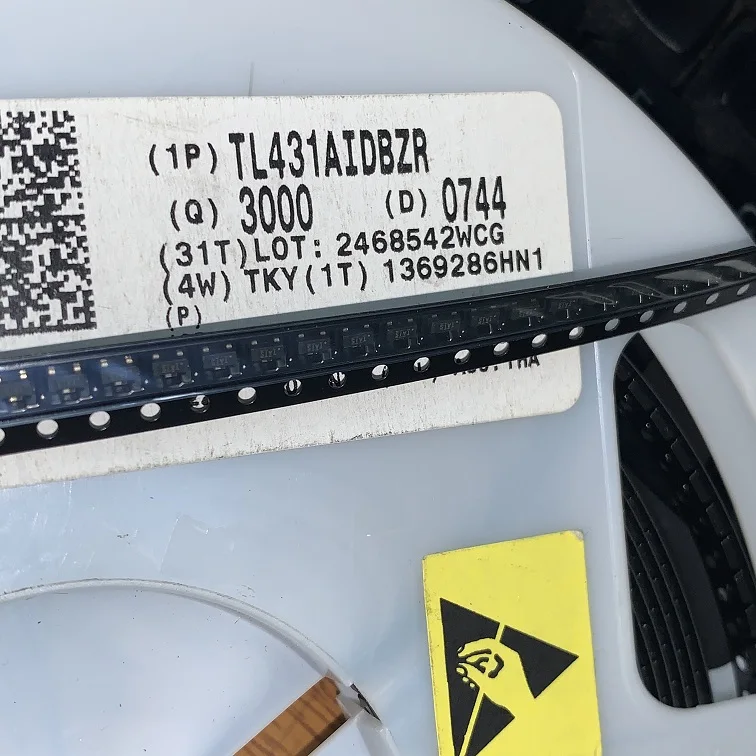 (1P) TL431AIDBZR
(Q) 3000 (D) 0744
(31T)LOT: 2468542WCG
(4W) TKY(1T) 1369286HN1
(P)